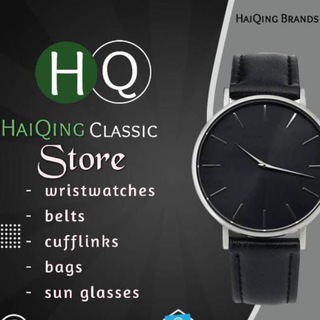 HaiQing Brands
HQ
HaiQing Classic
Store
- wristwatches
- belts
- cufflinks
- bags
- sun glasses